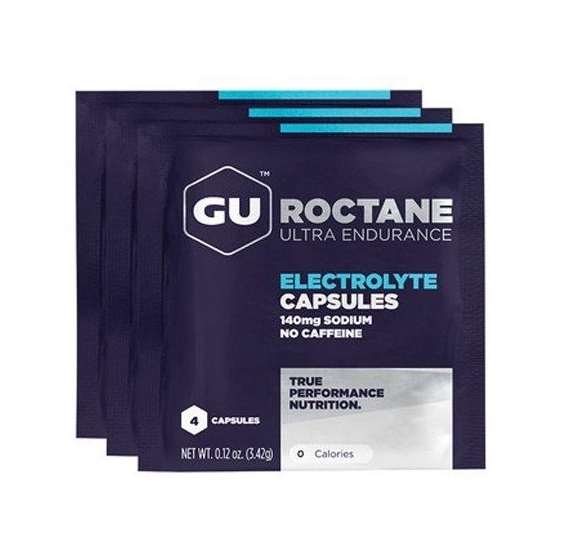 GU
™
ROCTANE
ULTRA ENDURANCE
ELECTROLYTE
CAPSULES
140mg SODIUM
NO CAFFEINE
TRUE
PERFORMANCE
NUTRITION.
4 CAPSULES
NET WT. 0.12 oz. (3.42g)
0 Calories